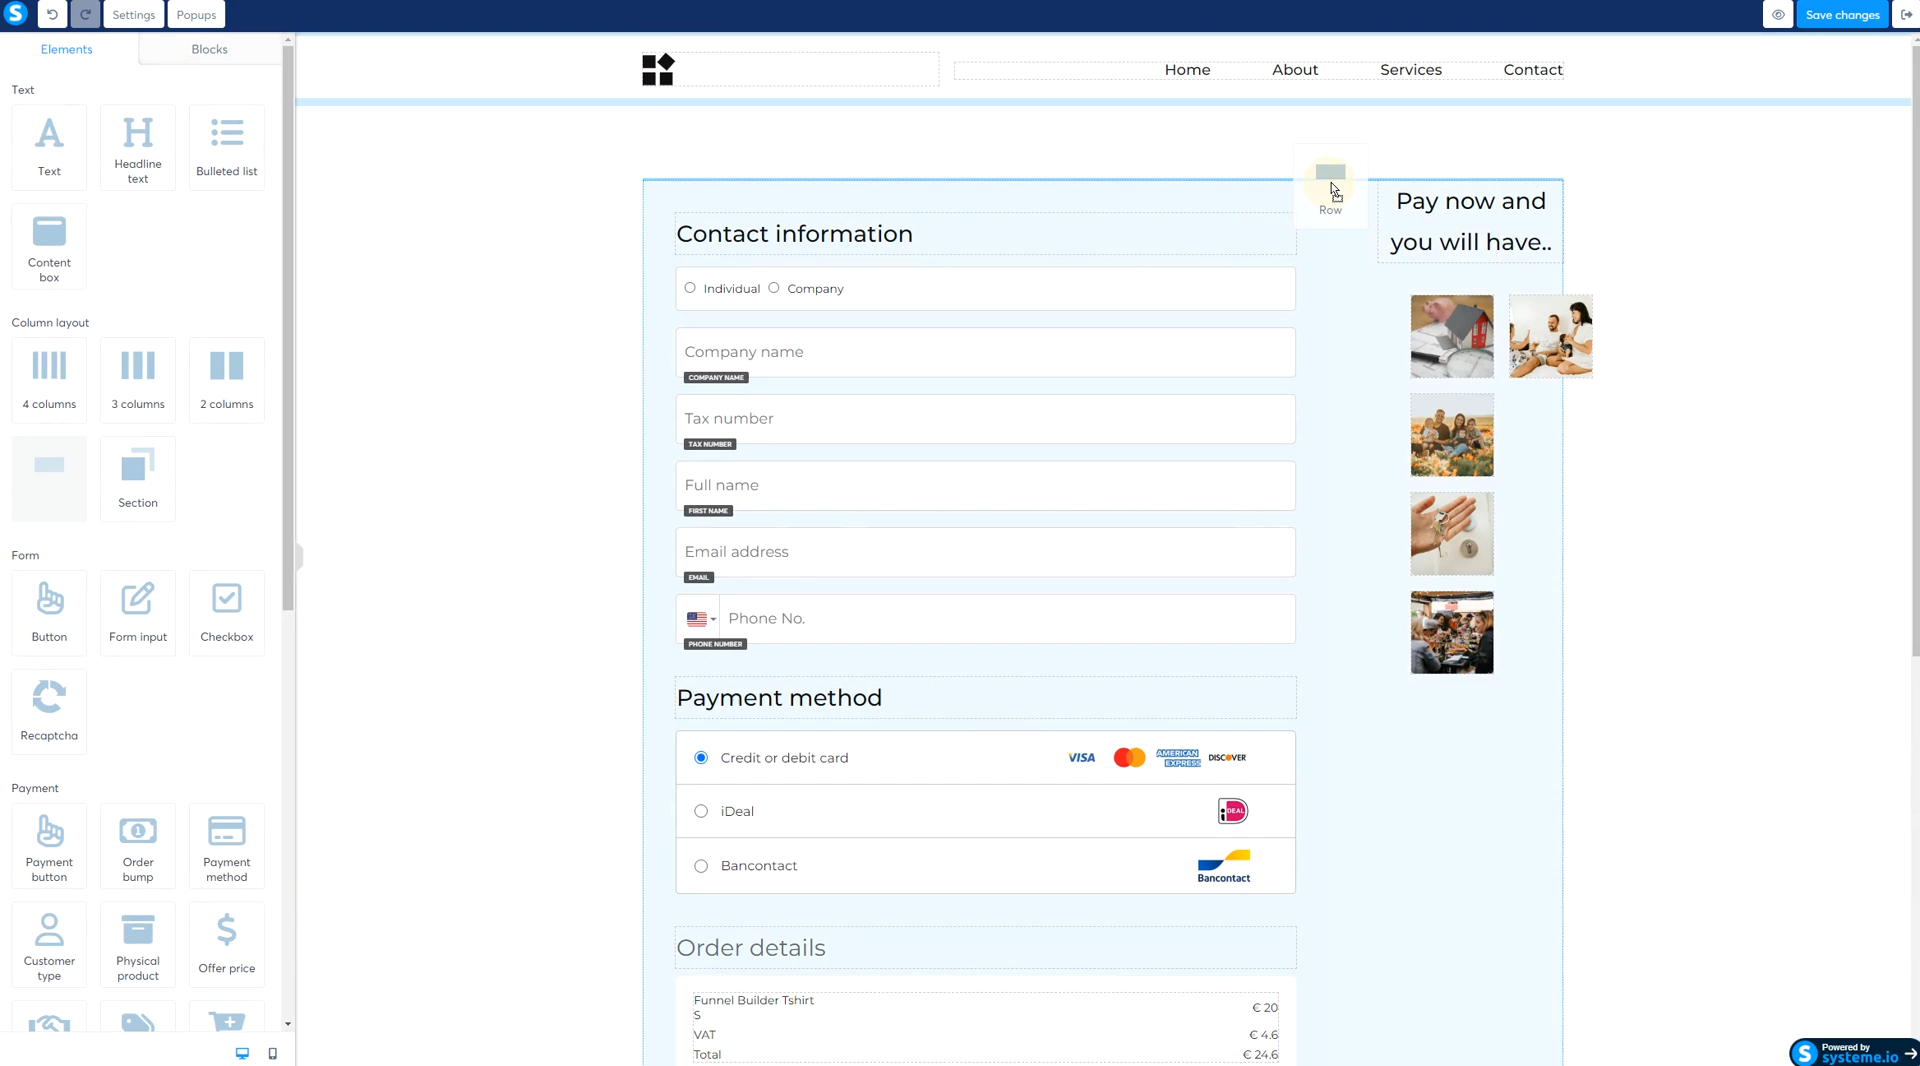 S
Settings
Popups
Save changes
Elements
Blocks
Text
A
Text
H
Headline
text
Bulleted list
Content
box
Column layout
4 columns
3 columns
2 columns
Section
Form
Button
Form input
Checkbox
Recaptcha
Payment
Payment
button
Order
bump
Payment
method
Customer
type
Physical
product
Offer price
Home
About
Services
Contact
Row
Contact information
Individual
Company
Company name
COMPANY NAME
Tax number
TAX NUMBER
Full name
FIRST NAME
Email address
EMAIL
Phone No.
PHONE NUMBER
Payment method
Credit or debit card
VISA
AMERICAN
EXPRESS
DISCOVER
iDeal
iDEAL
Bancontact
Bancontact
Order details
Funnel Builder Tshirt
S
€ 20
VAT
€ 4.6
Total
€ 24.6
Pay now and
you will have..
S
Powered by
systeme.io